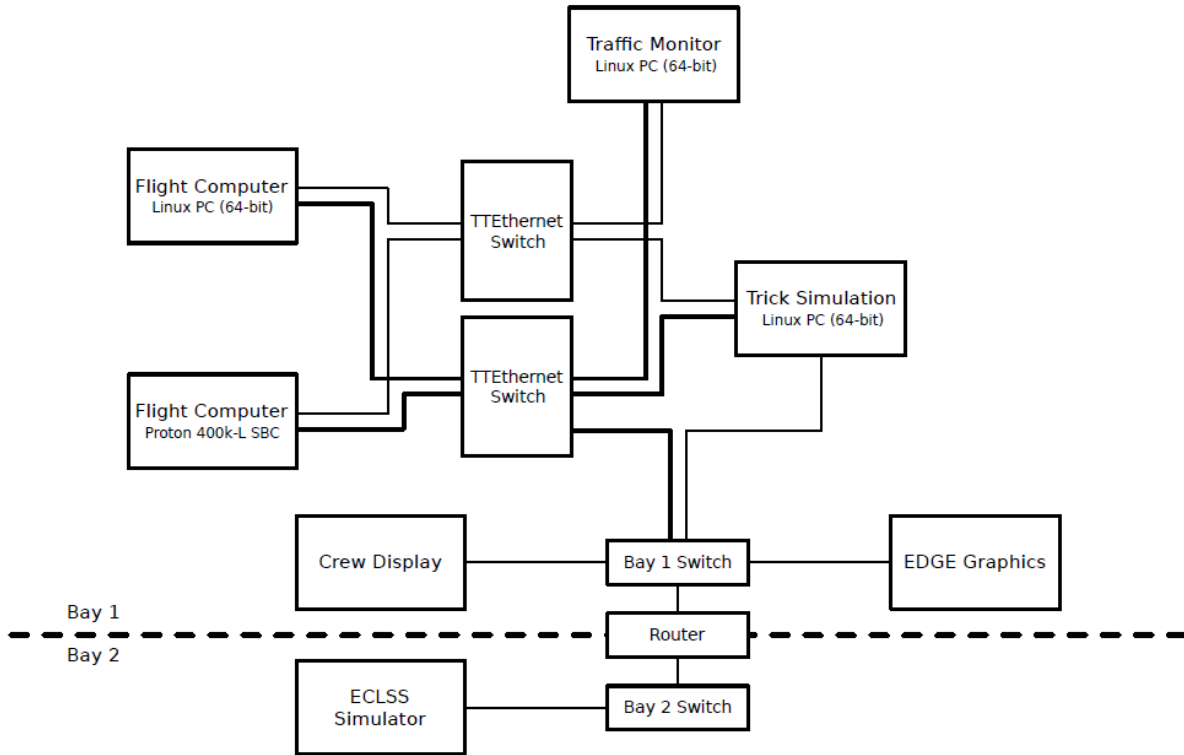 Traffic Monitor
Linux PC (64-bit)
Flight Computer
Linux PC (64-bit)
TTEthernet
Switch
Trick Simulation
Linux PC (64-bit)
TTEthernet
Switch
Flight Computer
Proton 400k-L SBC
Crew Display
Bay 1 Switch
EDGE Graphics
Bay 1
Router
Bay 2
ECLSS
Simulator
Bay 2 Switch